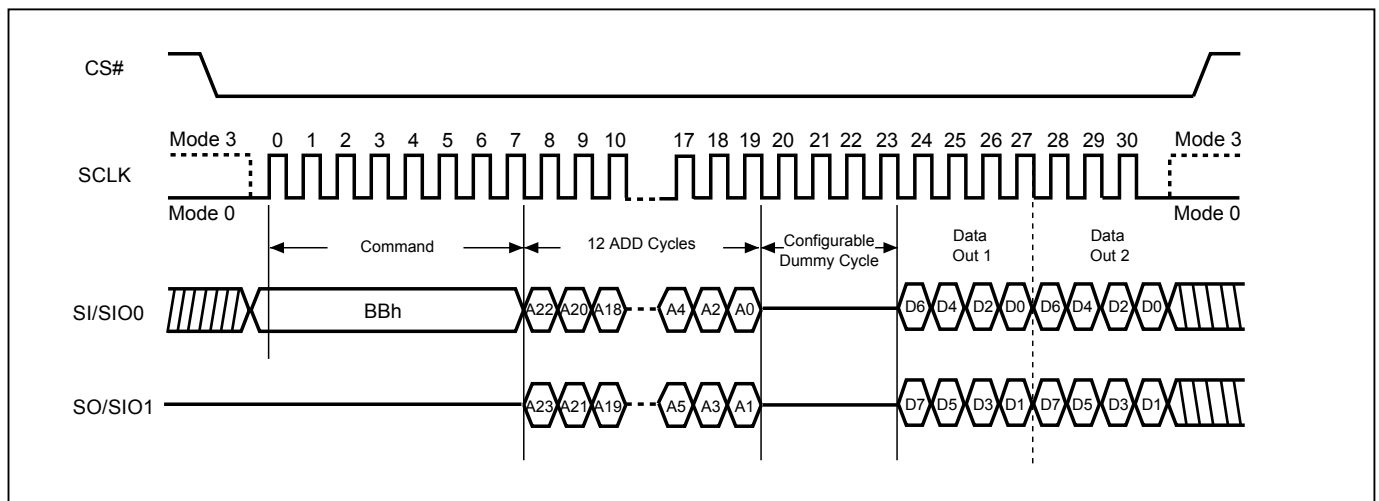 CS#
Mode 3 0 1 2 3 4 5 6 7 8 9 10 17 18 19 20 21 22 23 24 25 26 27 28 29 30 Mode 3
SCLK
Mode 0 Mode 0
Command 12 ADD Cycles Configurable Dummy Cycle Data Out 1 Data Out 2
SI/SIO0 BBh A22 A20 A18 A4 A2 A0 D6 D4 D2 D0 D6 D4 D2 D0
SO/SIO1 A23 A21 A19 A5 A3 A1 D7 D5 D3 D1 D7 D5 D3 D1